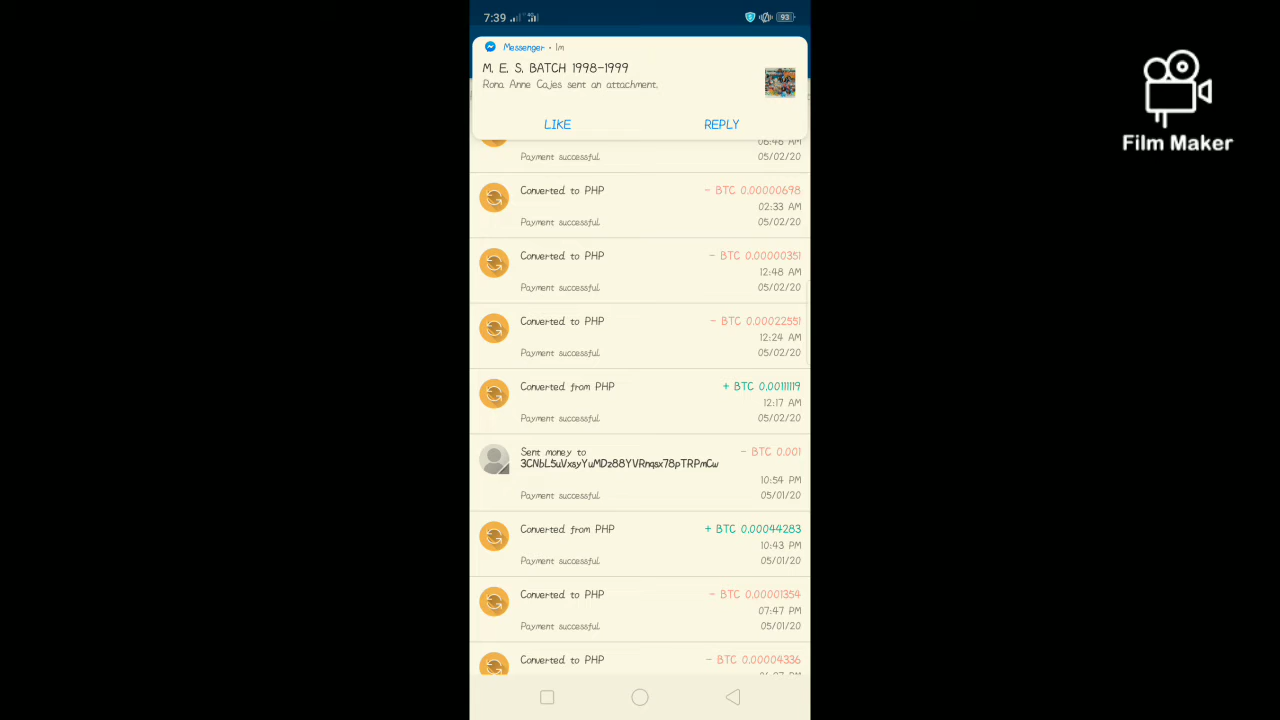 7:39
93
Messenger • 1m
M. E. S. BATCH 1998-1999
Rona Anne Cajes sent an attachment.
LIKE
REPLY
06:46 AM
Payment successful
05/02/20
Converted to PHP
- BTC 0.00000698
02:33 AM
Payment successful
05/02/20
Converted to PHP
- BTC 0.00000351
12:48 AM
Payment successful
05/02/20
Converted to PHP
- BTC 0.00022551
12:24 AM
Payment successful
05/02/20
Converted from PHP
+ BTC 0.00111119
12:17 AM
Payment successful
05/02/20
Sent money to
- BTC 0.001
3CNbL5uVxsyYuMDz88YVRnqsx78pTRPmCw
10:54 PM
Payment successful
05/01/20
Converted from PHP
+ BTC 0.00044283
10:43 PM
Payment successful
05/01/20
Converted to PHP
- BTC 0.00001354
07:47 PM
Payment successful
05/01/20
Converted to PHP
- BTC 0.00004336
Film Maker